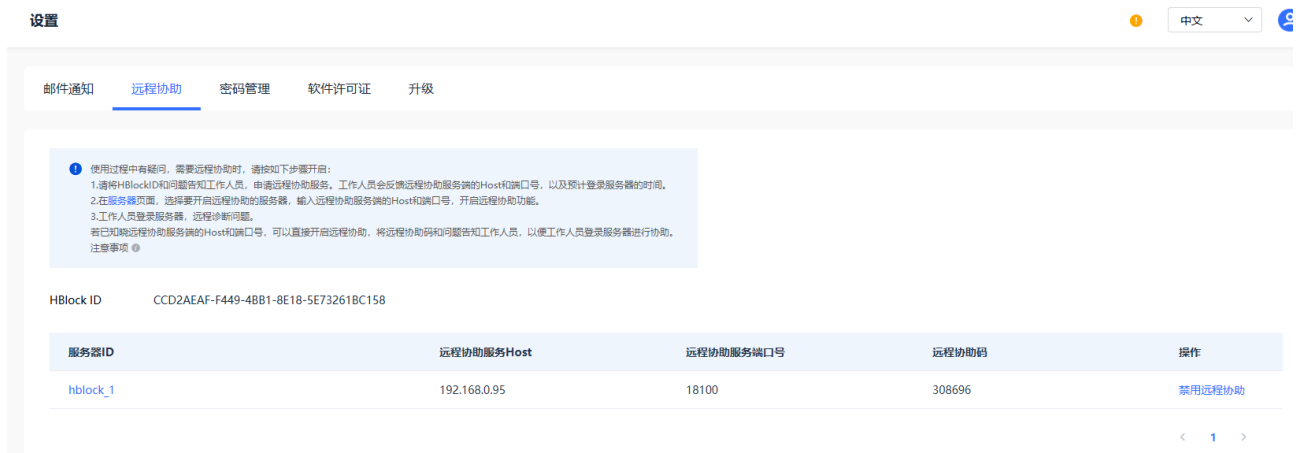 设置
中文
邮件通知 远程协助 密码管理 软件许可证 升级
使用过程中有疑问，需要远程协助时，请按如下步骤开启：
1.请将HBlockID和问题告知工作人员，申请远程协助服务。工作人员会反馈远程协助服务端的Host和端口号，以及预计登录服务器的时间。
2.在服务器页面，选择要开启远程协助的服务器，输入远程协助服务端的Host和端口号，开启远程协助功能。
3.工作人员登录服务器，远程诊断问题。
若已知晓远程协助服务端的Host和端口号，可以直接开启远程协助，将远程协助码和问题告知工作人员，以便工作人员登录服务器进行协助。
注意事项
HBlock ID CCD2AEAF-F449-4BB1-8E18-5E73261BC158
服务器ID 远程协助服务Host 远程协助服务端口号 远程协助码 操作
hblock_1 192.168.0.95 18100 308696 禁用远程协助
< 1 >